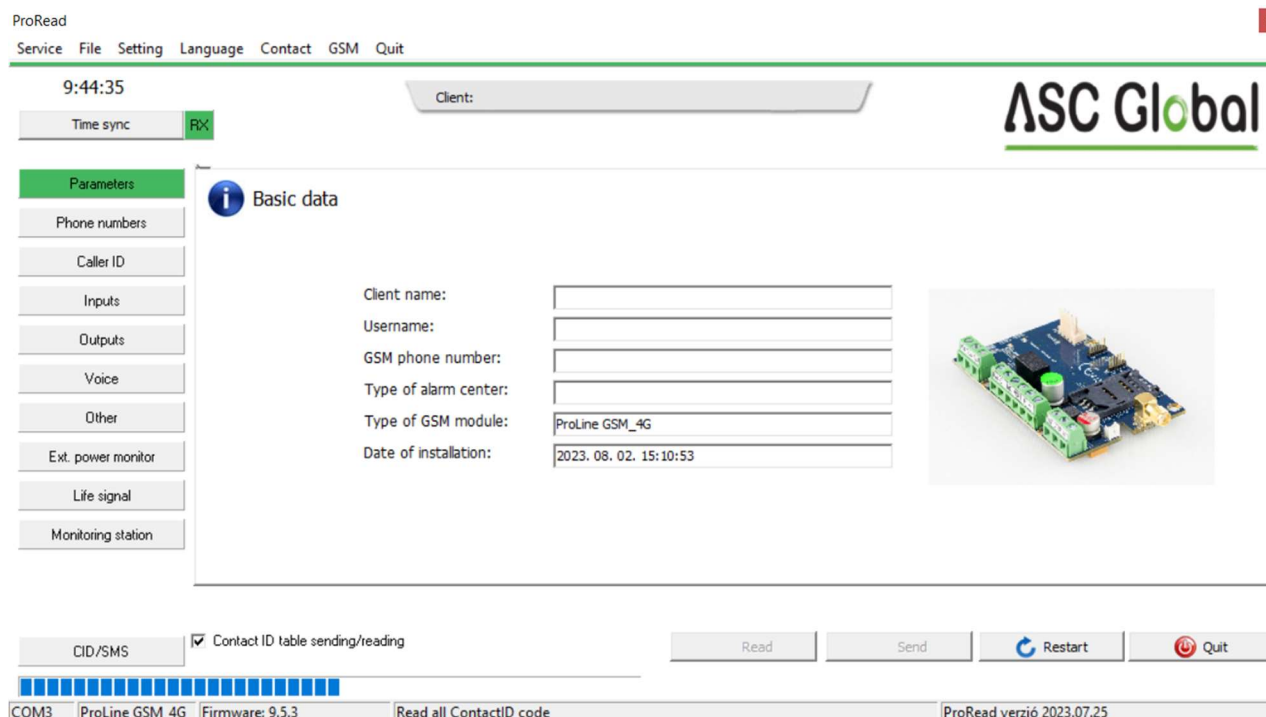 ProRead
Service File Setting Language Contact GSM Quit
9:44:35
Client:
ASC Global
Time sync RX
Parameters
Basic data
Phone numbers
Caller ID
Inputs
Outputs
Voice
Other
Ext. power monitor
Life signal
Monitoring station
Client name:
Username:
GSM phone number:
Type of alarm center:
Type of GSM module: ProLine GSM_4G
Date of installation: 2023. 08. 02. 15:10:53
CID/SMS
Contact ID table sending/reading
Read Send Restart Quit
COM3 ProLine GSM_4G Firmware: 9.5.3 Read all ContactID code ProRead verzió 2023.07.25